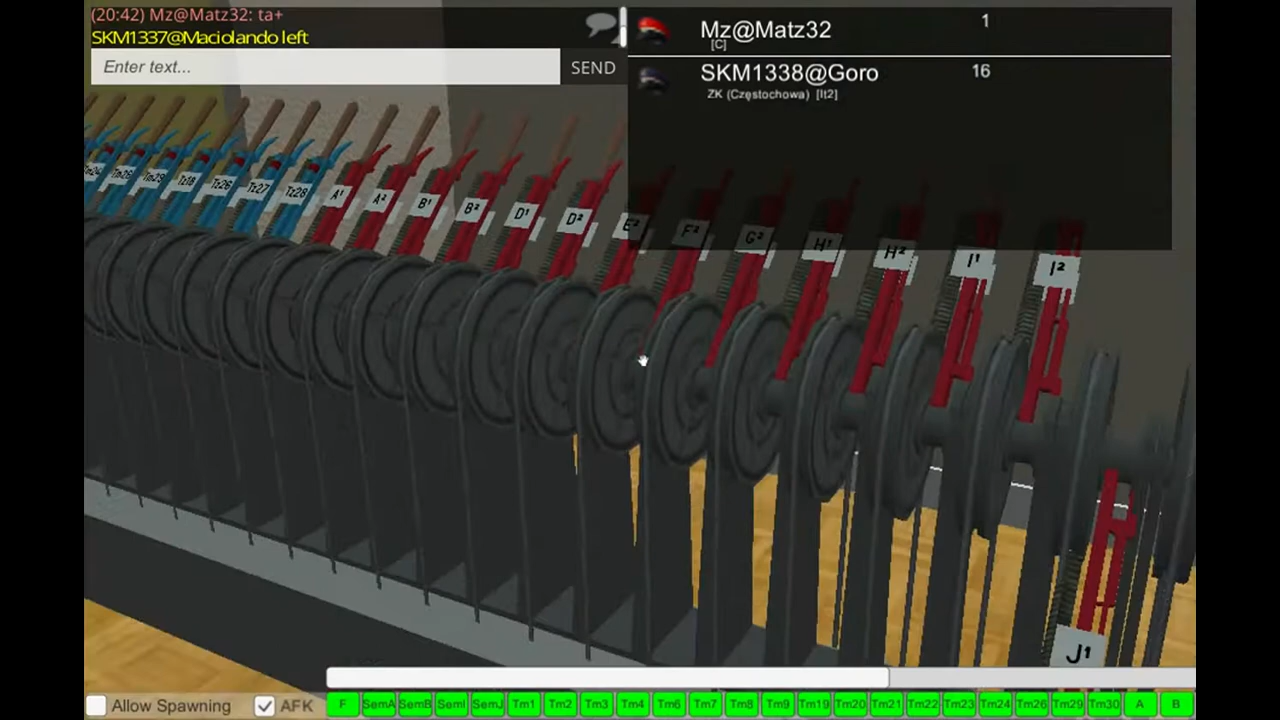 (20:42) Mz@Matz32: ta+
SKM1337@Maciolando left
Enter text...
SEND
Mz@Matz32
1
[C]
SKM1338@Goro
16
ZK (Częstochowa) [It2]
Tz18
Tz26
Tz27
Tz28
A¹
A²
B¹
B²
D¹
D²
E²
F²
G²
H¹
H²
I¹
I²
J¹
Allow Spawning
AFK
F
SemA
SemB
SemI
SemJ
Tm1
Tm2
Tm3
Tm4
Tm6
Tm7
Tm8
Tm9
Tm19
Tm20
Tm21
Tm22
Tm23
Tm24
Tm26
Tm29
Tm30
A
B